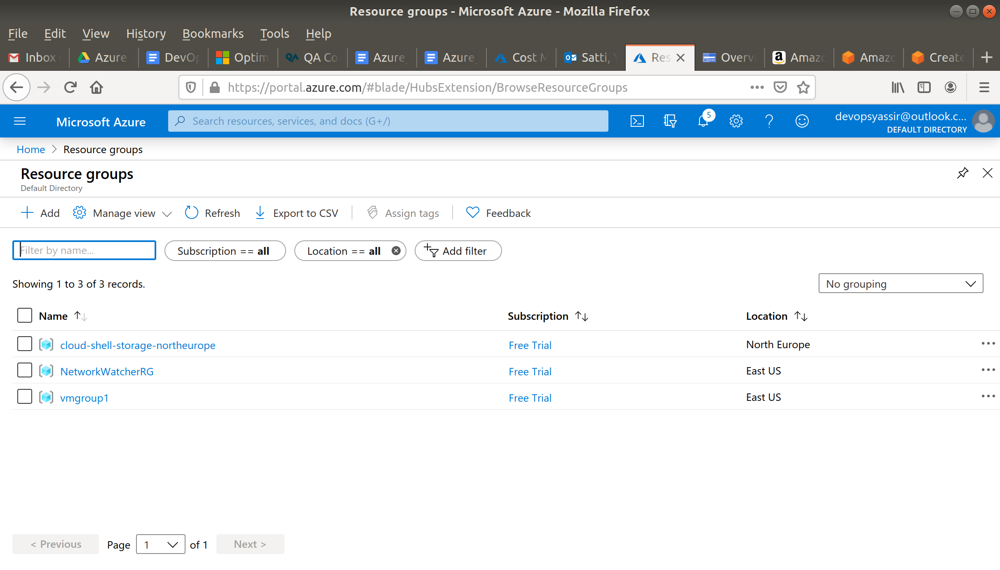 Resource groups - Microsoft Azure - Mozilla Firefox
File Edit View History Bookmarks Tools Help
Inbox Azure DevOp Optim QA Co Azure_ Azure_ Cost M Satti, Y Res Overvi Amazo Amazo Create
https://portal.azure.com/#blade/HubsExtension/BrowseResourceGroups
Microsoft Azure
Search resources, services, and docs (G+/)
5
devopsyassir@outlook.c...
DEFAULT DIRECTORY
Home > Resource groups
Resource groups
Default Directory
Add Manage view Refresh Export to CSV Assign tags Feedback
Filter by name... Subscription == all Location == all Add filter
Showing 1 to 3 of 3 records. No grouping
Name Subscription Location
cloud-shell-storage-northeurope Free Trial North Europe
NetworkWatcherRG Free Trial East US
vmgroup1 Free Trial East US
< Previous Page 1 of 1 Next >